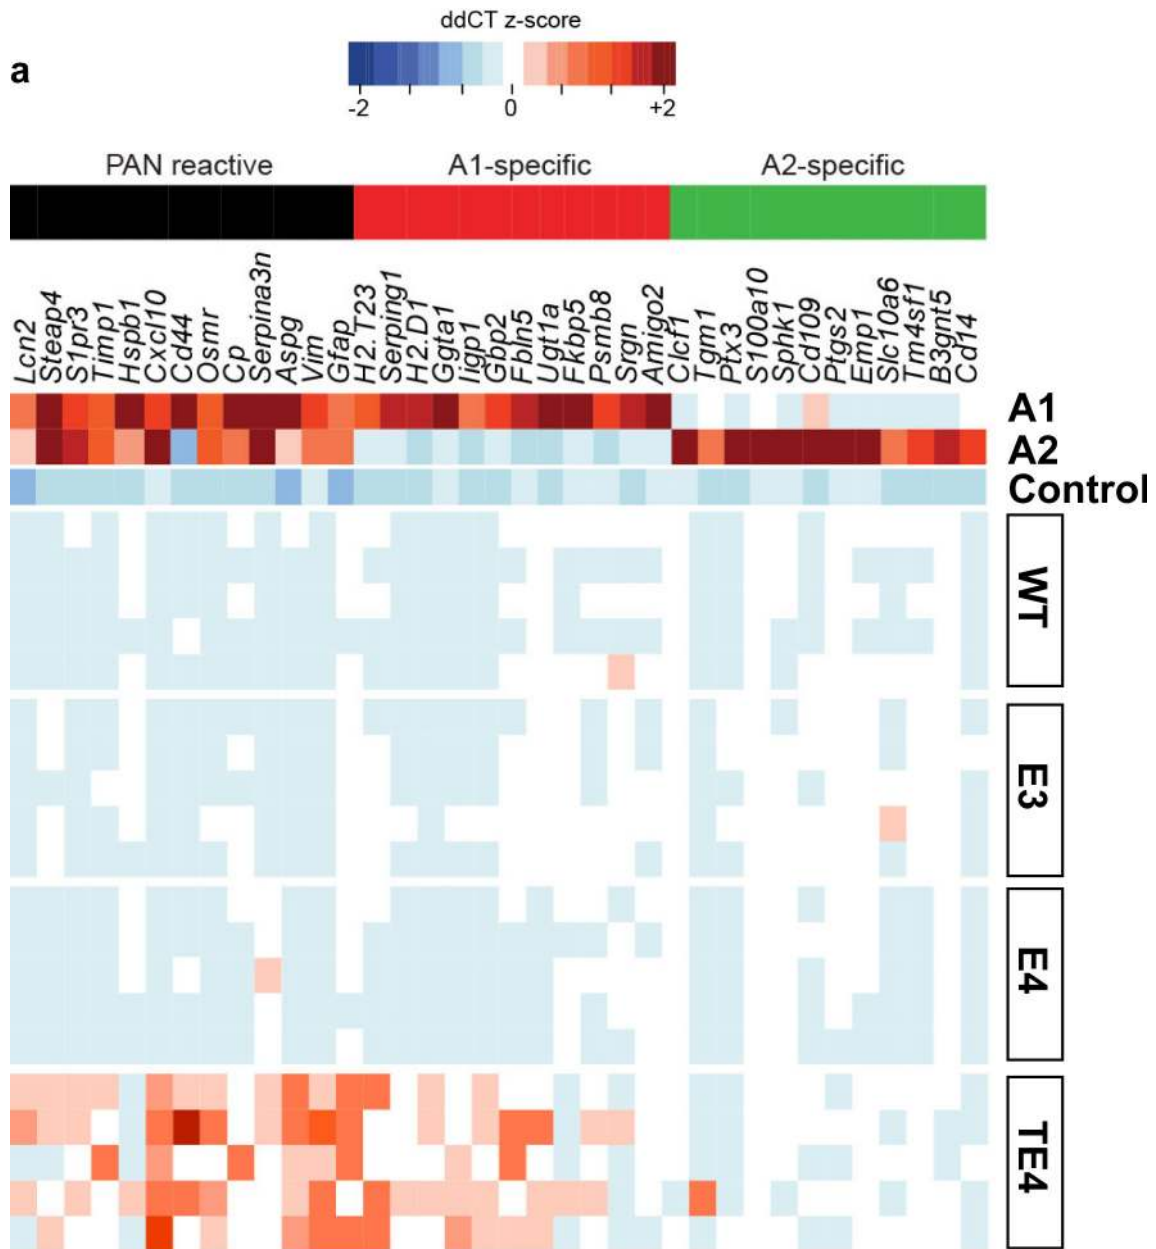 ddCT z-score
a
-2 0 +2
PAN reactive A1-specific A2-specific
Lcn2
Steap4
S1pr3
Timp1
Hspb1
Cxcl10
Cd44
Osmr
Cp
Serpina3n
Aspg
Vim
Gfap
H2.T23
Serping1
H2.D1
Ggta1
Iigp1
Gbp2
Fbln5
Ugt1a
Fkbp5
Psmb8
Srgn
Amigo2
Clcf1
Tgm1
Ptx3
S100a10
Sphk1
Cd109
Ptgs2
Emp1
Slc10a6
Tm4sf1
B3gnt5
Cd14
A1
A2
Control
WT
E3
E4
TE4